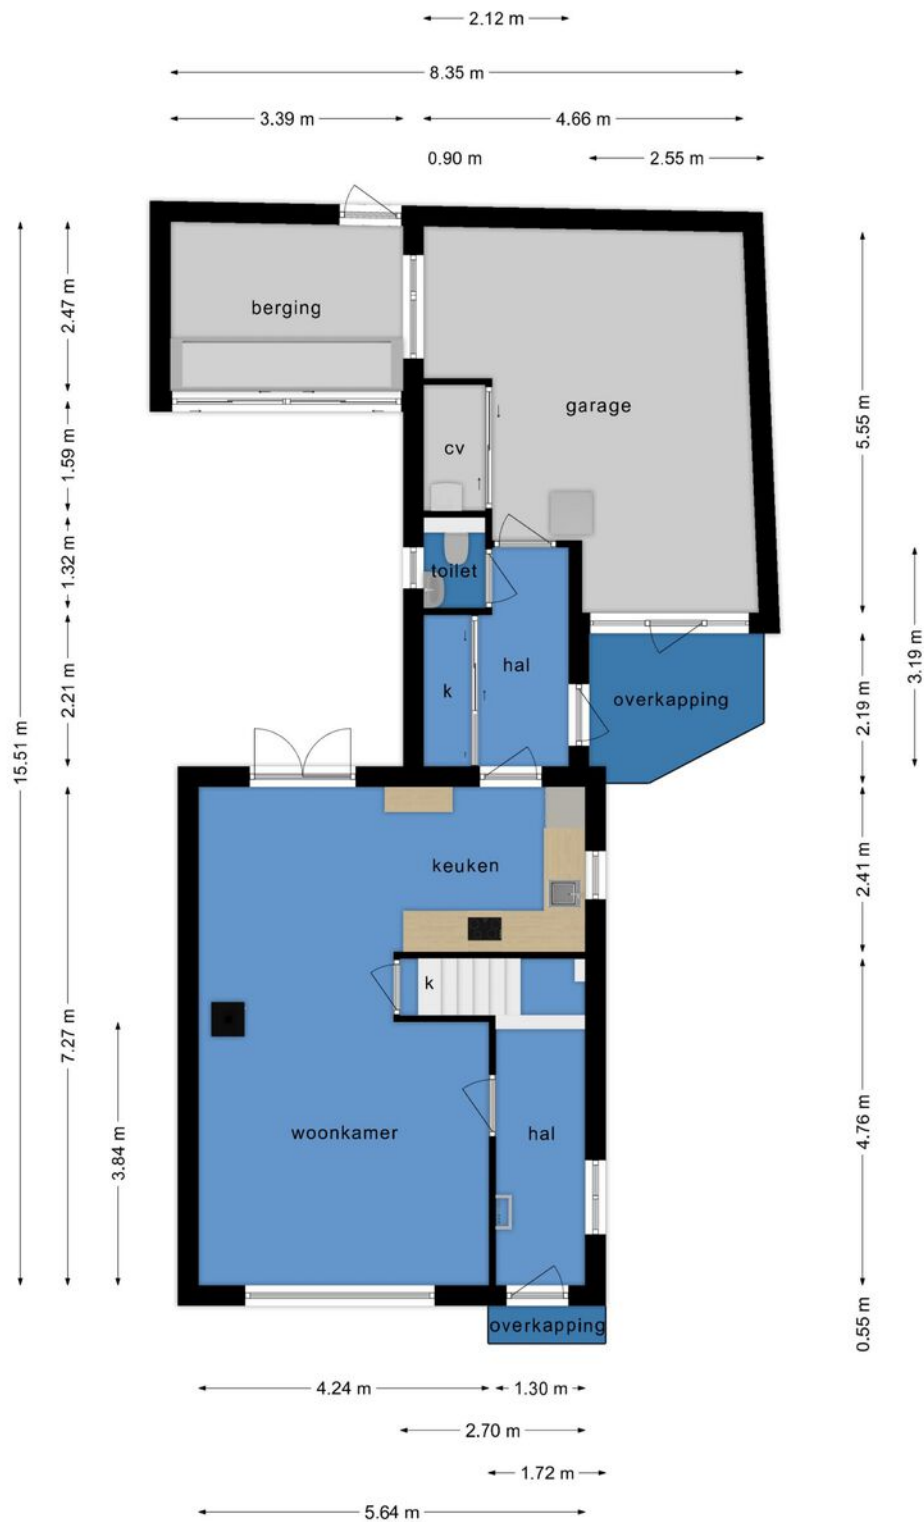 2.12 m
8.35 m
3.39 m
4.66 m
0.90 m
2.55 m
2.47 m
berging
garage
5.55 m
1.59 m
cv
1.32 m
toilet
3.19 m
2.21 m
k
hal
overkapping
2.19 m
15.51 m
keuken
2.41 m
k
7.27 m
woonkamer
hal
4.76 m
3.84 m
overkapping
0.55 m
4.24 m
1.30 m
2.70 m
1.72 m
5.64 m